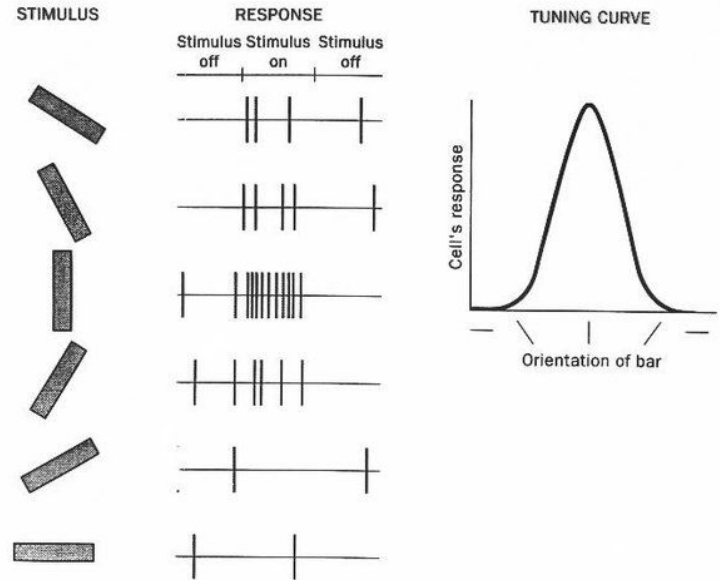 STIMULUS
RESPONSE
TUNING CURVE
Stimulus Stimulus Stimulus
off on off
Cell's response
Orientation of bar